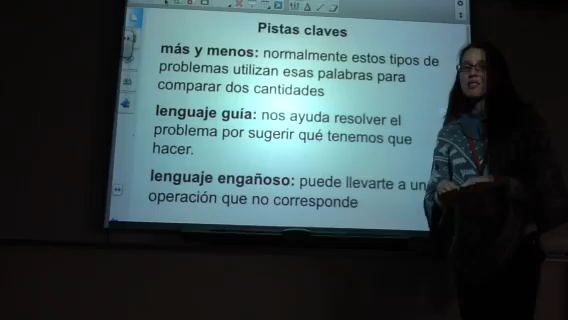 Pistas claves
más y menos: normalmente estos tipos de
problemas utilizan esas palabras para
comparar dos cantidades
lenguaje guía: nos ayuda resolver el
problema por sugerir qué tenemos que
hacer.
lenguaje engañoso: puede llevarte a un
operación que no corresponde